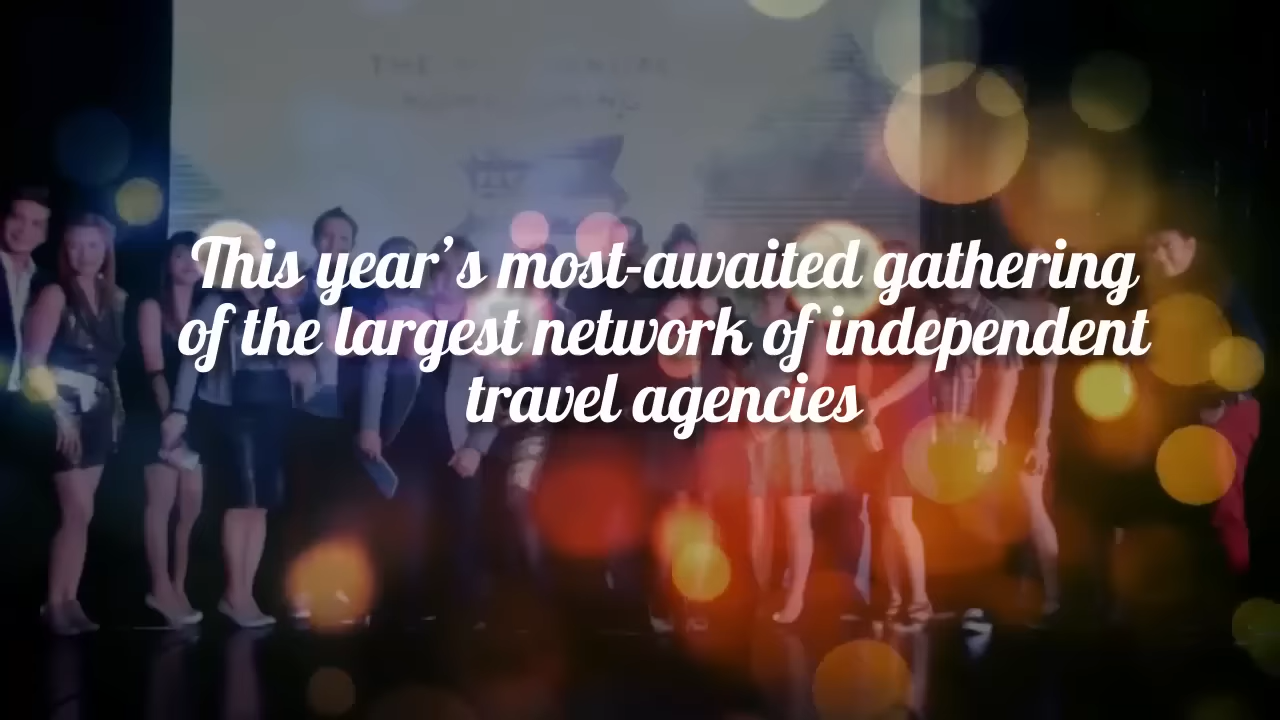 This year's most-awaited gathering
of the largest network of independent
travel agencies